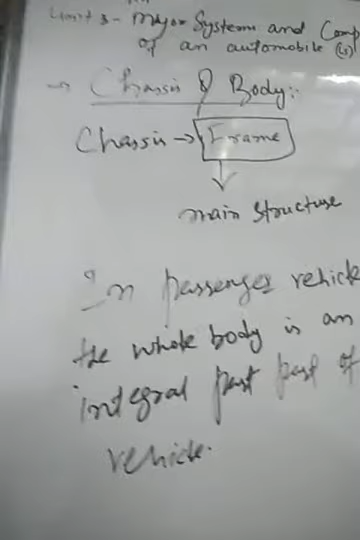 Unit 3 - Major Systems and Comp
of an automobile
→ Chassis & Body:-
Chassis → Frame
main structure
In passenger vehicle
the whole body is an
integral part part of
vehicle.